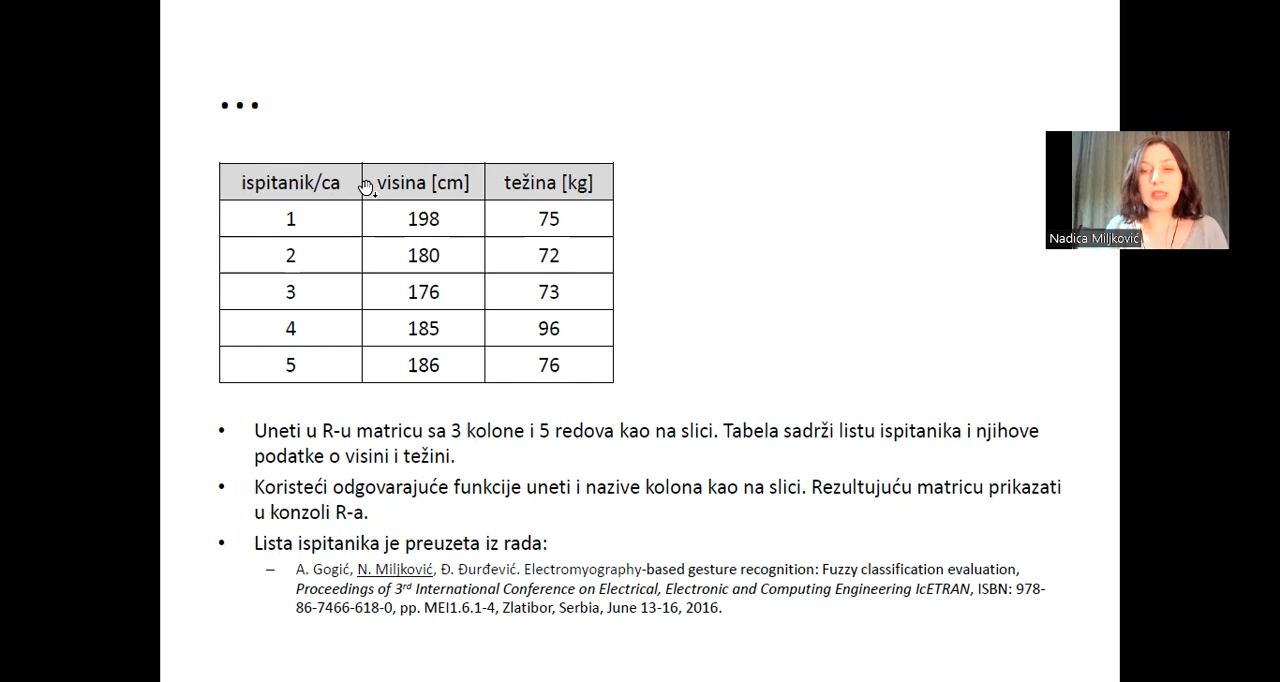 ...
ispitanik/ca visina [cm] težina [kg]
1 198 75
2 180 72
3 176 73
4 185 96
5 186 76
Nadica Miljković
• Uneti u R-u matricu sa 3 kolone i 5 redova kao na slici. Tabela sadrži listu ispitanika i njihove
podatke o visini i težini.
• Koristeći odgovarajuće funkcije uneti i nazive kolona kao na slici. Rezultujuću matricu prikazati
u konzoli R-a.
• Lista ispitanika je preuzeta iz rada:
– A. Gogić, N. Miljković, Đ. Đurđević. Electromyography-based gesture recognition: Fuzzy classification evaluation,
Proceedings of 3rd International Conference on Electrical, Electronic and Computing Engineering IcETRAN, ISBN: 978-
86-7466-618-0, pp. MEI1.6.1-4, Zlatibor, Serbia, June 13-16, 2016.